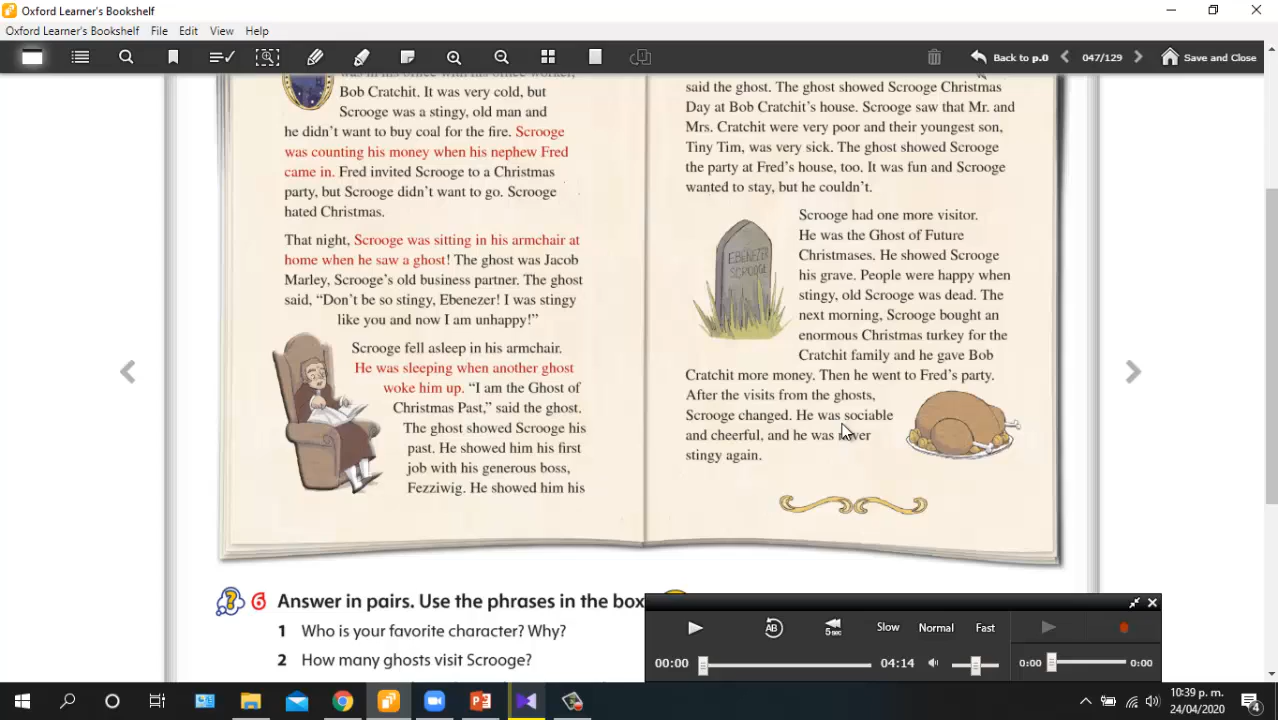 Oxford Learner's Bookshelf
Oxford Learner's Bookshelf File Edit View Help
Back to p.0 047/129 Save and Close
was in his office with his office worker,
Bob Cratchit. It was very cold, but
Scrooge was a stingy, old man and
he didn't want to buy coal for the fire. Scrooge
was counting his money when his nephew Fred
came in. Fred invited Scrooge to a Christmas
party, but Scrooge didn't want to go. Scrooge
hated Christmas.
That night, Scrooge was sitting in his armchair at
home when he saw a ghost! The ghost was Jacob
Marley, Scrooge's old business partner. The ghost
said, “Don't be so stingy, Ebenezer! I was stingy
like you and now I am unhappy!”
Scrooge fell asleep in his armchair.
He was sleeping when another ghost
woke him up. “I am the Ghost of
Christmas Past,” said the ghost.
The ghost showed Scrooge his
past. He showed him his first
job with his generous boss,
Fezziwig. He showed him his
said the ghost. The ghost showed Scrooge Christmas
Day at Bob Cratchit's house. Scrooge saw that Mr. and
Mrs. Cratchit were very poor and their youngest son,
Tiny Tim, was very sick. The ghost showed Scrooge
the party at Fred's house, too. It was fun and Scrooge
wanted to stay, but he couldn't.
EBENEZER
SCROOGE
Scrooge had one more visitor.
He was the Ghost of Future
Christmases. He showed Scrooge
his grave. People were happy when
stingy, old Scrooge was dead. The
next morning, Scrooge bought an
enormous Christmas turkey for the
Cratchit family and he gave Bob
Cratchit more money. Then he went to Fred's party.
After the visits from the ghosts,
Scrooge changed. He was sociable
and cheerful, and he was never
stingy again.
6 Answer in pairs. Use the phrases in the box
1 Who is your favorite character? Why?
2 How many ghosts visit Scrooge?
AB 5 sec Slow Normal Fast
00:00 04:14 0:00 0:00
10:39 p. m.
24/04/2020
4